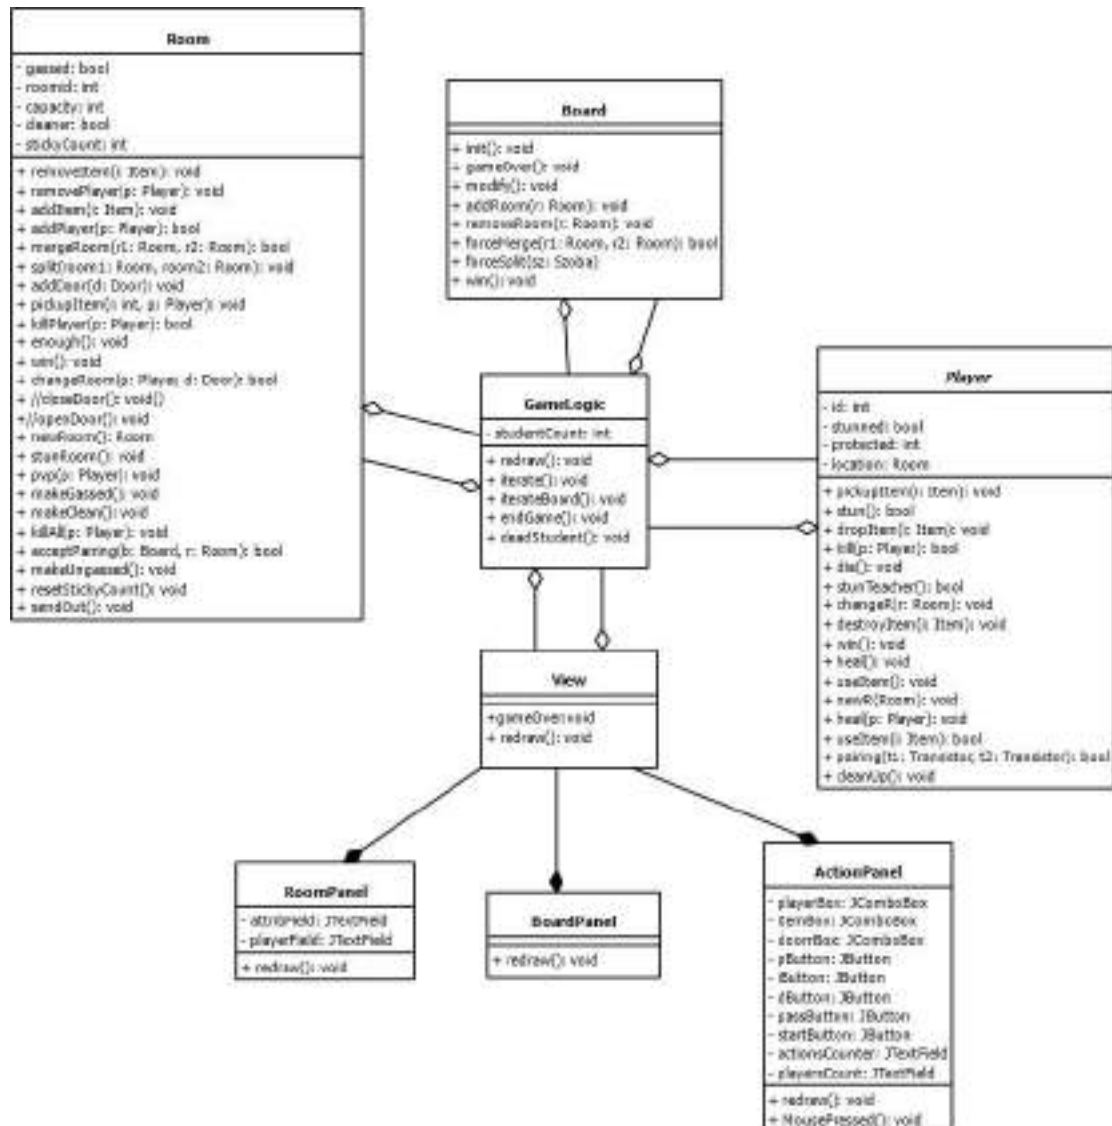 Room
- gassed: bool
- roomid: int
- capacity: int
- cleaner: bool
- stickyCount: int
+ removeItem(i: Item): void
+ removePlayer(p: Player): void
+ addItem(i: Item): void
+ addPlayer(p: Player): bool
+ mergeRoom(r1: Room, r2: Room): bool
+ split(room1: Room, room2: Room): void
+ addDoor(d: Door): void
+ pickupItem(i: int, p: Player): void
+ killPlayer(p: Player): bool
+ enough(): void
+ win(): void
+ changeRoom(p: Player, d: Door): bool
+ //closeDoor(): void()
+//openDoor(): void
+ newRoom(): Room
+ stunRoom(): void
+ pvp(p: Player): void
+ makeGassed(): void
+ makeClean(): void
+ killAll(p: Player): void
+ acceptPairing(b: Board, r: Room): bool
+ makeUngassed(): void
+ resetStickyCount(): void
+ sendOut(): void
Board
+ init(): void
+ gameOver(): void
+ modify(): void
+ addRoom(r: Room): void
+ removeRoom(r: Room): void
+ forceMerge(r1: Room, r2: Room): bool
+ forceSplit(sz: Szoba)
+ win(): void
GameLogic
- studentCount: int
+ redraw(): void
+ iterate(): void
+ iterateBoard(): void
+ endGame(): void
+ deadStudent(): void
Player
- id: int
- stunned: bool
- protected: int
- location: Room
+ pickupItem(i: Item): void
+ stun(): bool
+ dropItem(i: Item): void
+ kill(p: Player): bool
+ die(): void
+ stunTeacher(): bool
+ changeR(r: Room): void
+ destroyItem(i: Item): void
+ win(): void
+ heal(): void
+ useItem(): void
+ newR(Room): void
+ heal(p: Player): void
+ useItem(i: Item): bool
+ pairing(t1: Transistor, t2: Transistor): bool
+ cleanUp(): void
View
+gameOver:void
+ redraw(): void
RoomPanel
- attribField: JTextField
- playerField: JTextField
+ redraw(): void
BoardPanel
+ redraw(): void
ActionPanel
- playerBox: JComboBox
- itemBox: JComboBox
- doorBox: JComboBox
- pButton: JButton
- iButton: JButton
- dButton: JButton
- passButton: JButton
- startButton: JButton
- actionsCounter: JTextField
- playersCount: JTextField
+ redraw(): void
+ MousePressed(): void